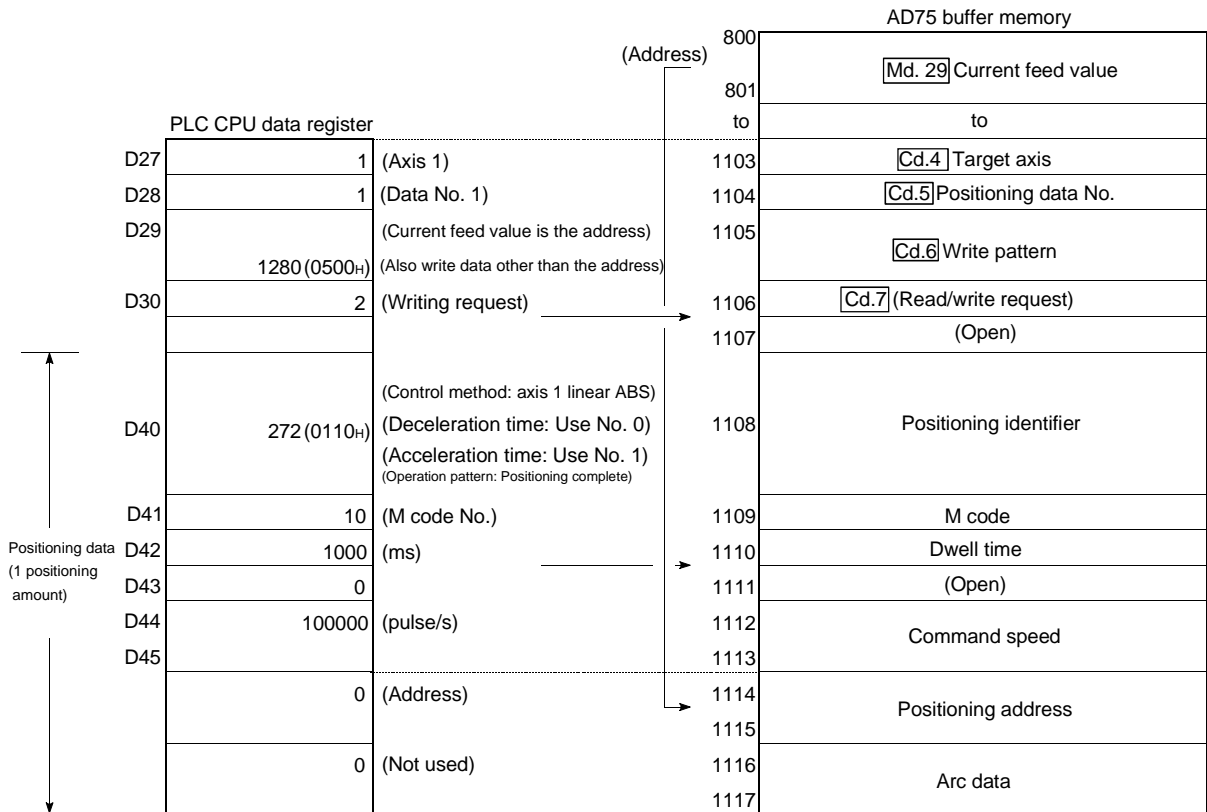 AD75 buffer memory
(Address) 800
Md. 29 Current feed value
801
to to
PLC CPU data register
D27 1 (Axis 1) 1103 Cd.4 Target axis
D28 1 (Data No. 1) 1104 Cd.5 Positioning data No.
D29 (Current feed value is the address) 1105
Cd.6 Write pattern
1280 (0500H) (Also write data other than the address)
D30 2 (Writing request) 1106 Cd.7 (Read/write request)
1107 (Open)
(Control method: axis 1 linear ABS)
D40 272 (0110H) (Deceleration time: Use No. 0) 1108 Positioning identifier
(Acceleration time: Use No. 1)
(Operation pattern: Positioning complete)
D41 10 (M code No.) 1109 M code
Positioning data D42 1000 (ms) 1110 Dwell time
(1 positioning
amount)
D43 0 1111 (Open)
D44 100000 (pulse/s) 1112
Command speed
D45 1113
0 (Address) 1114
Positioning address
1115
0 (Not used) 1116
Arc data
1117